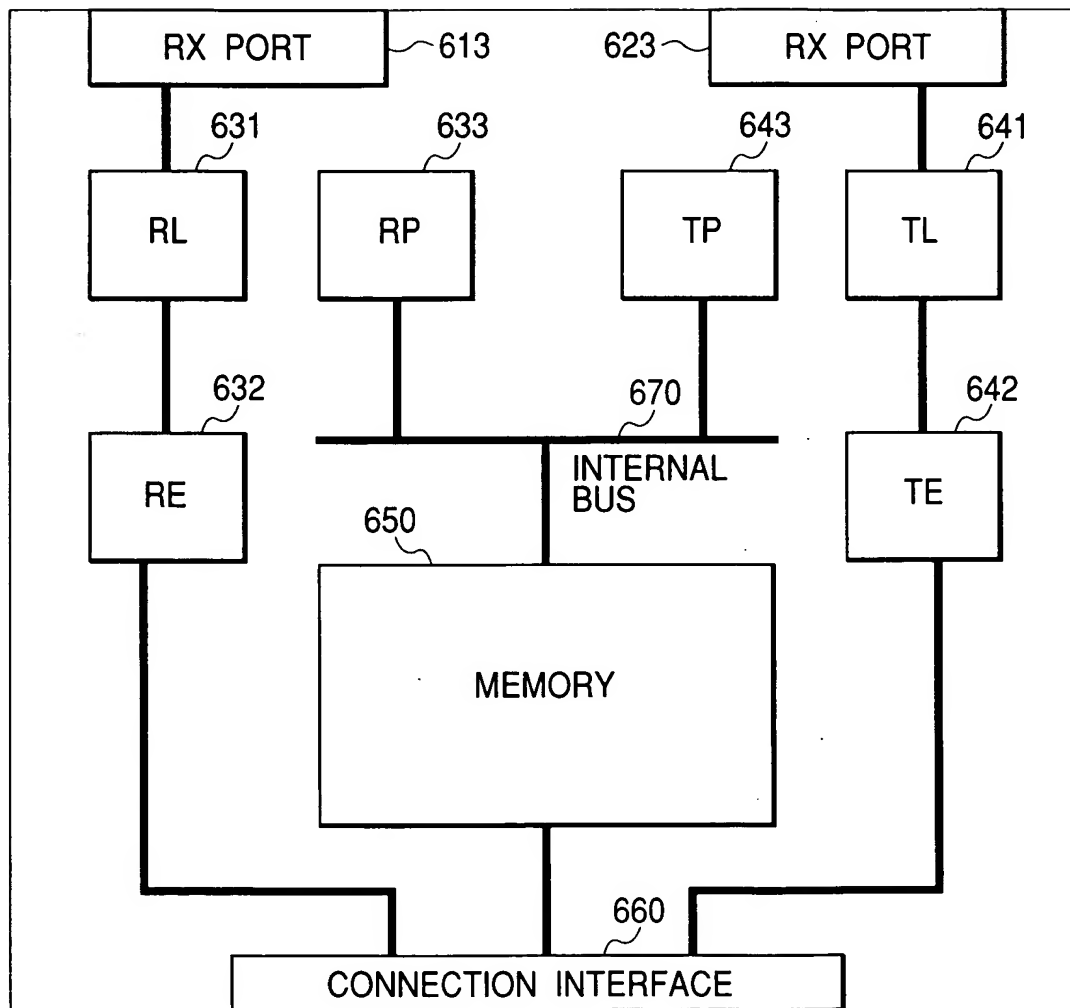 RX PORT
613
623
RX PORT
631
633
643
641
RL
RP
TP
TL
632
670
642
RE
INTERNAL
BUS
TE
650
MEMORY
660
CONNECTION INTERFACE